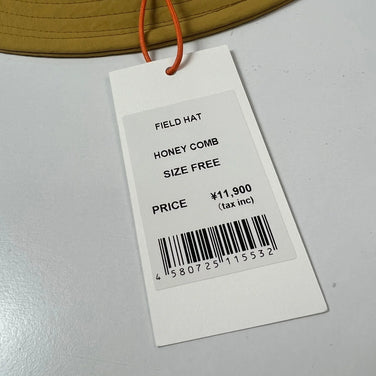 FIELD HAT
HONEY COMB
SIZE FREE
PRICE ¥11,900
(tax inc)
4 580725 115532